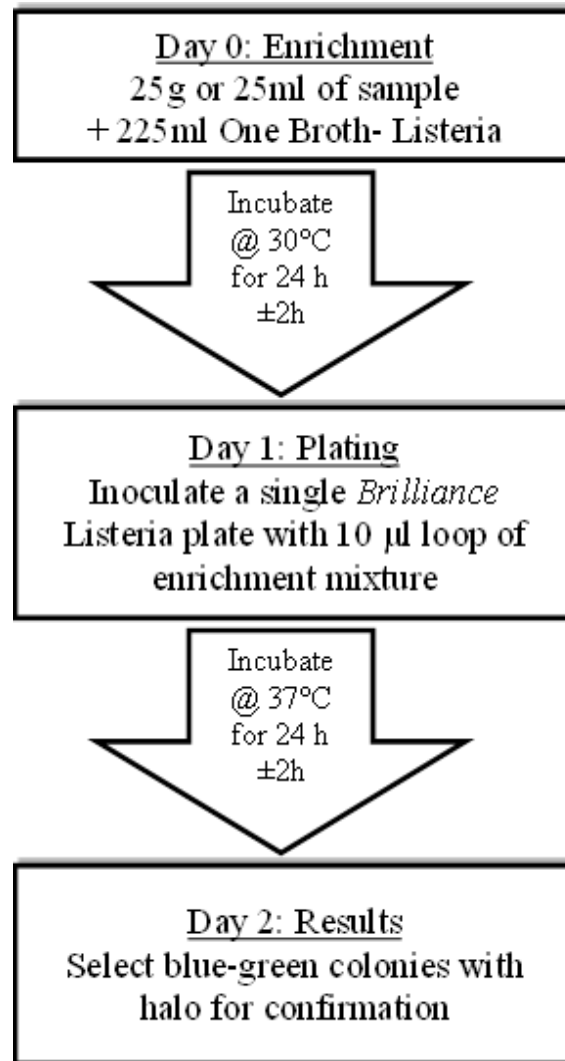 Day 0: Enrichment
25g or 25ml of sample
+ 225ml One Broth- Listeria
Incubate
@ 30°C
for 24 h
±2h
Day 1: Plating
Inoculate a single Brilliance
Listeria plate with 10 µl loop of
enrichment mixture
Incubate
@ 37°C
for 24 h
±2h
Day 2: Results
Select blue-green colonies with
halo for confirmation